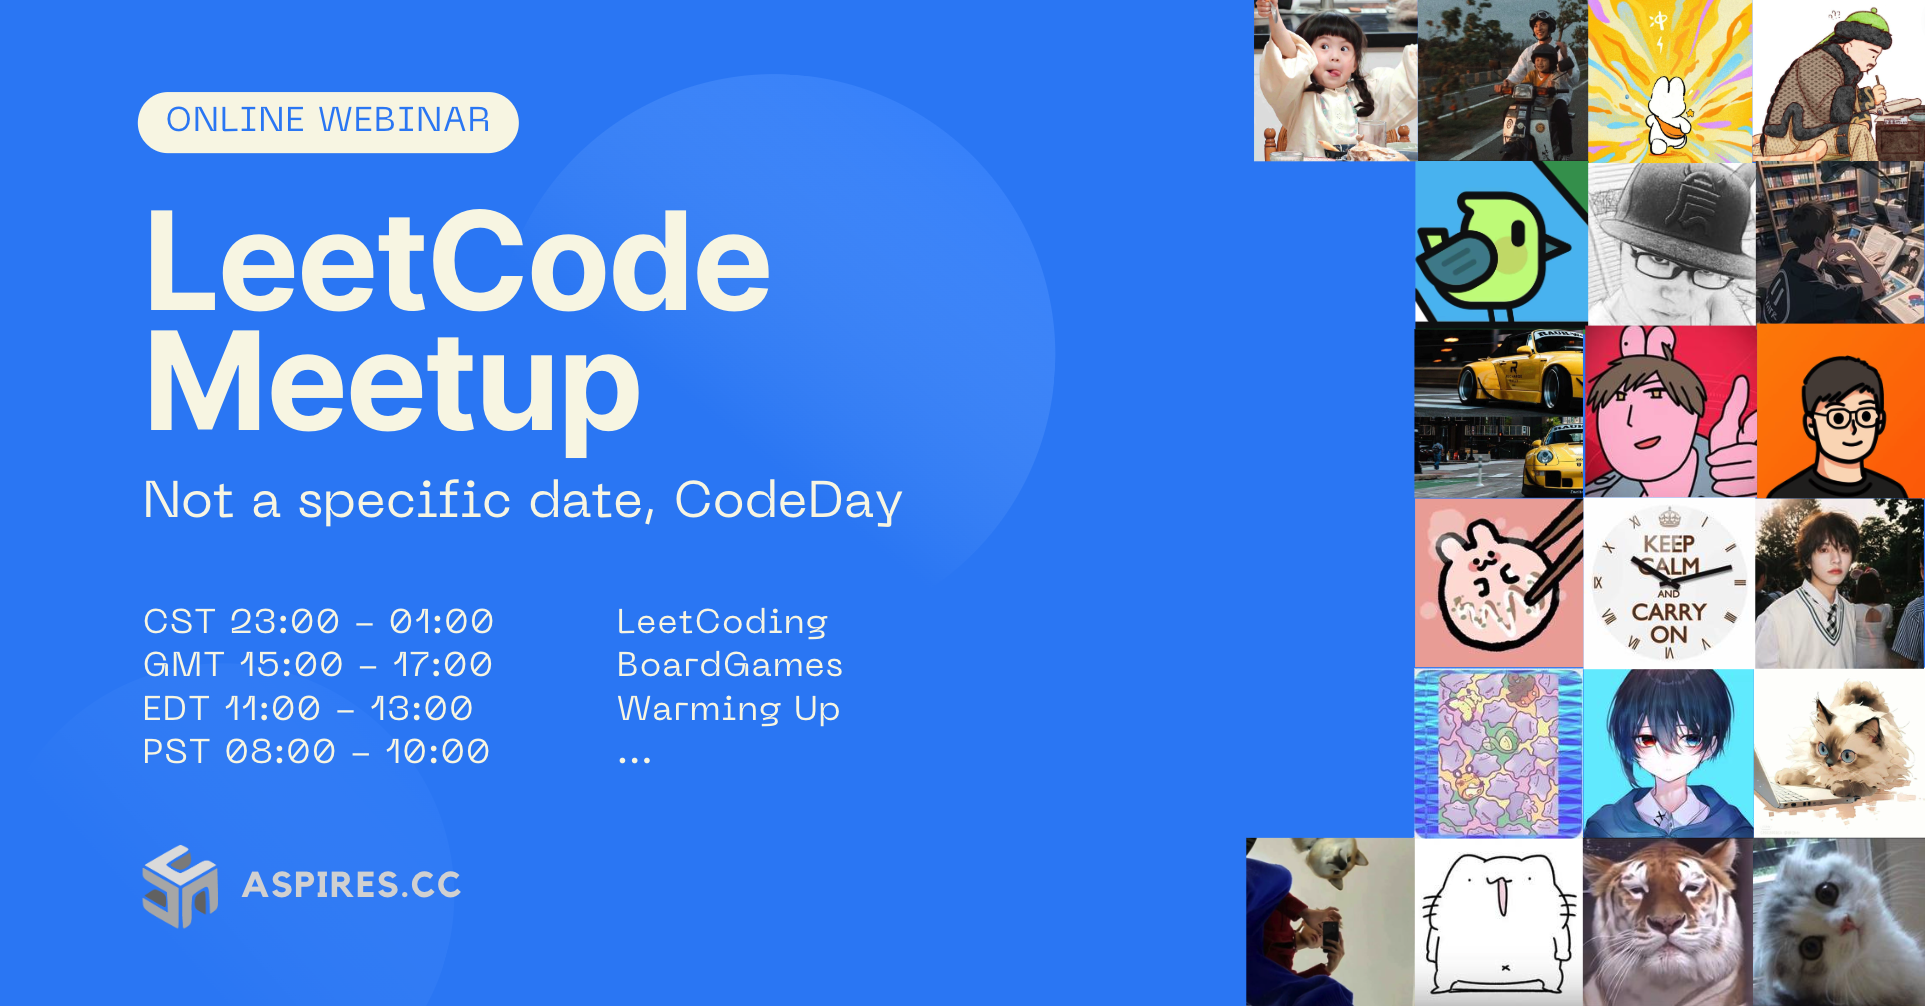 ONLINE WEBINAR
LeetCode
Meetup
Not a specific date, CodeDay
CST 23:00 – 01:00
GMT 15:00 – 17:00
EDT 11:00 – 13:00
PST 08:00 – 10:00
LeetCoding
BoardGames
Warming Up
...
ASPIRES.CC
冲
KEEP
CALM
AND
CARRY
ON